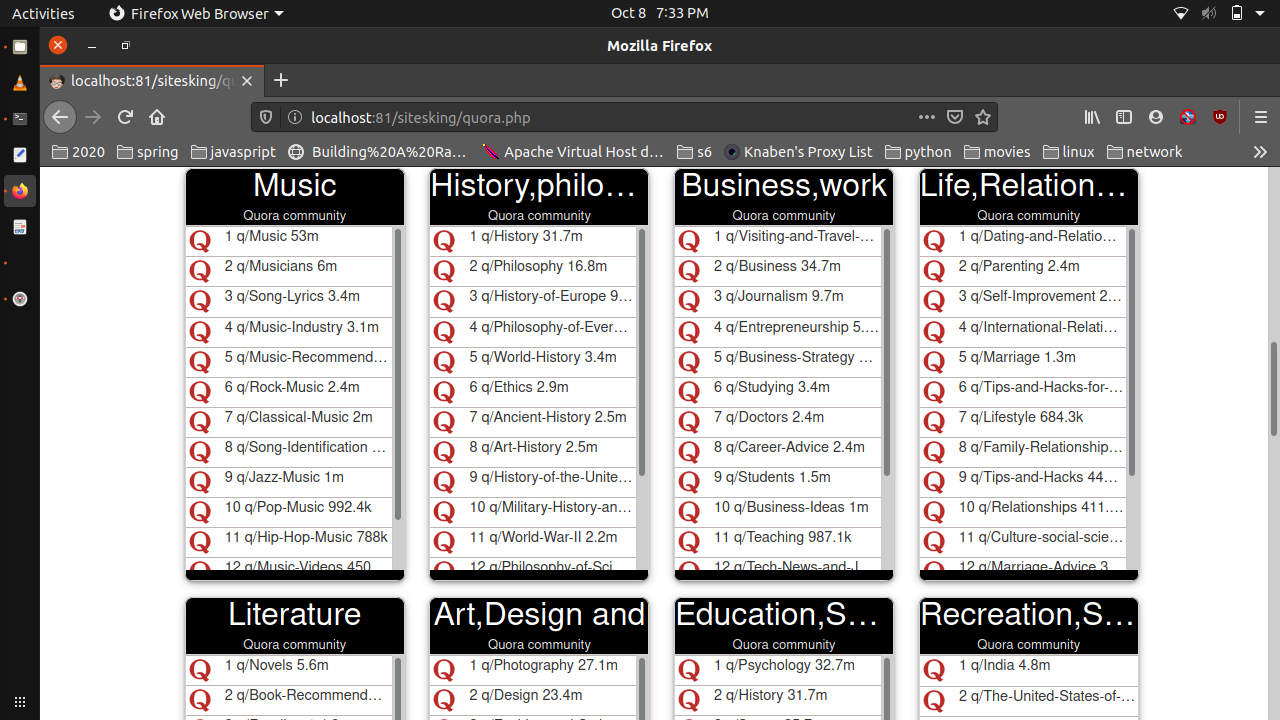 Activities
Firefox Web Browser
Oct 8 7:33 PM
Mozilla Firefox
localhost:81/sitesking/qu
localhost:81/sitesking/quora.php
2020
spring
javascript
Building%20A%20Ra…
Apache Virtual Host d…
s6
Knaben's Proxy List
python
movies
linux
network
Music
Quora community
1 q/Music 53m
2 q/Musicians 6m
3 q/Song-Lyrics 3.4m
4 q/Music-Industry 3.1m
5 q/Music-Recommend…
6 q/Rock-Music 2.4m
7 q/Classical-Music 2m
8 q/Song-Identification …
9 q/Jazz-Music 1m
10 q/Pop-Music 992.4k
11 q/Hip-Hop-Music 788k
12 q/Music-Videos 450
History,philo…
Quora community
1 q/History 31.7m
2 q/Philosophy 16.8m
3 q/History-of-Europe 9…
4 q/Philosophy-of-Ever…
5 q/World-History 3.4m
6 q/Ethics 2.9m
7 q/Ancient-History 2.5m
8 q/Art-History 2.5m
9 q/History-of-the-Unite…
10 q/Military-History-an…
11 q/World-War-II 2.2m
12 q/Philosophy-of-Sci
Business,work
Quora community
1 q/Visiting-and-Travel-…
2 q/Business 34.7m
3 q/Journalism 9.7m
4 q/Entrepreneurship 5.…
5 q/Business-Strategy …
6 q/Studying 3.4m
7 q/Doctors 2.4m
8 q/Career-Advice 2.4m
9 q/Students 1.5m
10 q/Business-Ideas 1m
11 q/Teaching 987.1k
12 q/Tech-News-and-J
Life,Relation…
Quora community
1 q/Dating-and-Relatio…
2 q/Parenting 2.4m
3 q/Self-Improvement 2…
4 q/International-Relati…
5 q/Marriage 1.3m
6 q/Tips-and-Hacks-for-…
7 q/Lifestyle 684.3k
8 q/Family-Relationship…
9 q/Tips-and-Hacks 44…
10 q/Relationships 411.…
11 q/Culture-social-scie…
12 q/Marriage-Advice 3
Literature
Quora community
1 q/Novels 5.6m
2 q/Book-Recommend…
Art,Design and
Quora community
1 q/Photography 27.1m
2 q/Design 23.4m
Education,S…
Quora community
1 q/Psychology 32.7m
2 q/History 31.7m
Recreation,S…
Quora community
1 q/India 4.8m
2 q/The-United-States-of-…